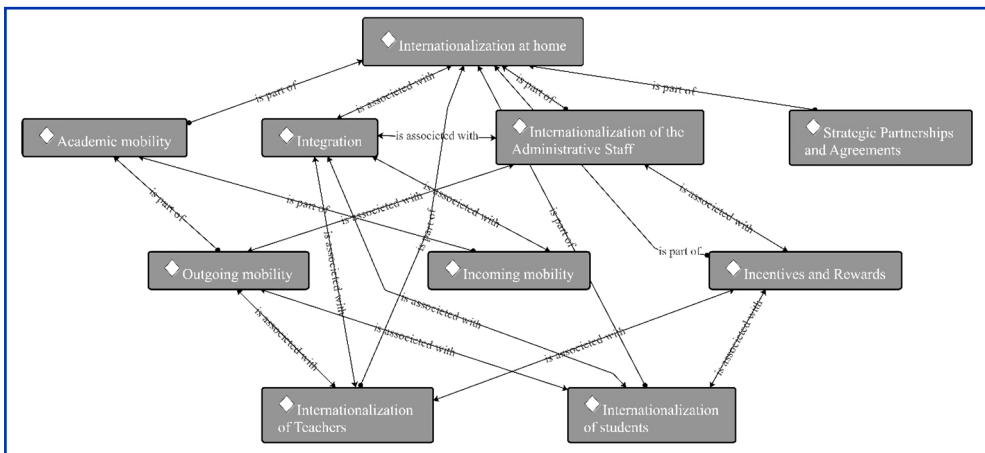 Internationalization at home
is part of
is associeted with
is part of
is part of
Academic mobility
Integration
is associeted with
Internationalization of the
Administrative Staff
Strategic Partnerships
and Agreements
is part of
is part of
is associeted with
is associeted with
is associeted with
is part of
is associeted with
is part of
is part of
Outgoing mobility
Incoming mobility
Incentives and Rewards
is associeted with
is associeted with
is associeted with
is associeted with
is associeted with
Internationalization
of Teachers
Internationalization
of students